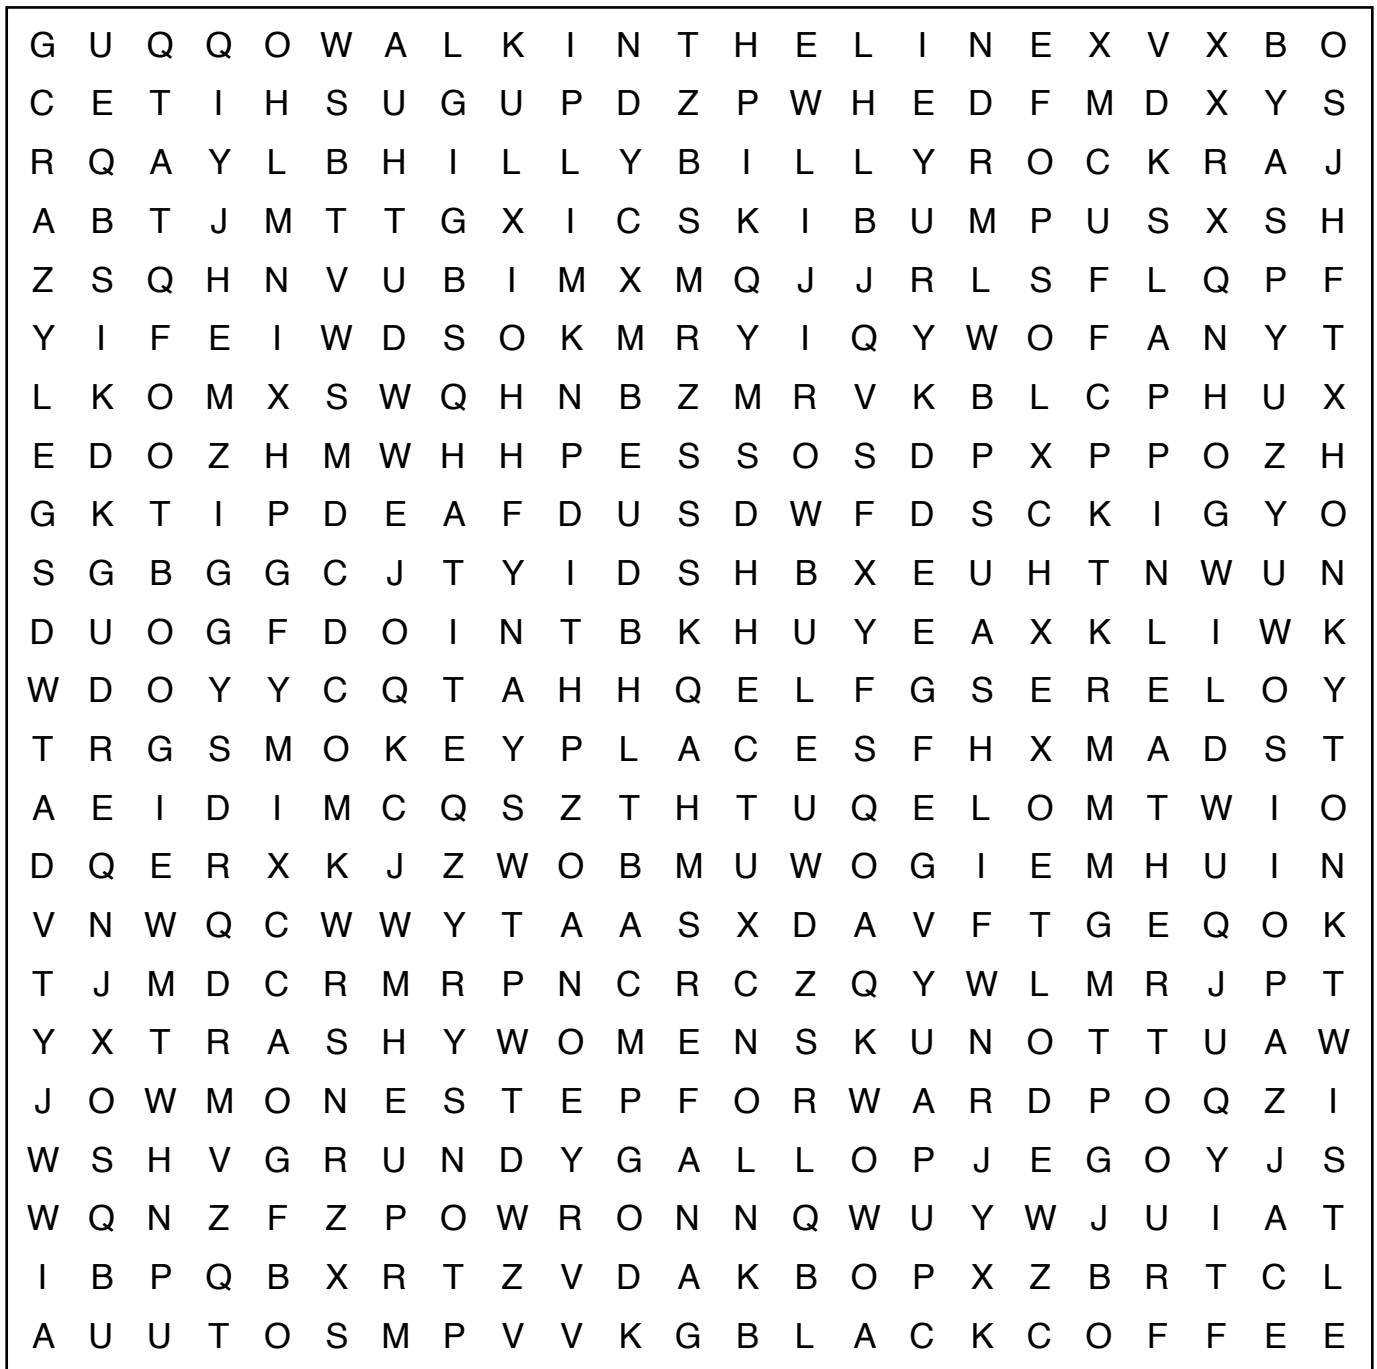 G U Q Q O W A L K I N T H E L I N E X V X B O
C E T I H S U G U P D Z P W H E D F M D X Y S
R Q A Y L B H I L L Y B I L L Y R O C K R A J
A B T J M T T G X I C S K I B U M P U S X S H
Z S Q H N V U B I M X M Q J J R L S F L Q P F
Y I F E I W D S O K M R Y I Q Y W O F A N Y T
L K O M X S W Q H N B Z M R V K B L C P H U X
E D O Z H M W H H P E S S O S D P X P P O Z H
G K T I P D E A F D U S D W F D S C K I G Y O
S G B G G C J T Y I D S H B X E U H T N W U N
D U O G F D O I N T B K H U Y E A X K L I W K
W D O Y Y C Q T A H H Q E L F G S E R E L O Y
T R G S M O K E Y P L A C E S F H X M A D S T
A E I D I M C Q S Z T H T U Q E L O M T W I O
D Q E R X K J Z W O B M U W O G I E M H U I N
V N W Q C W W Y T A A S X D A V F T G E Q O K
T J M D C R M R P N C R C Z Q Y W L M R J P T
Y X T R A S H Y W O M E N S K U N O T T U A W
J O W M O N E S T E P F O R W A R D P O Q Z I
W S H V G R U N D Y G A L L O P J E G O Y J S
W Q N Z F Z P O W R O N N Q W U Y W J U I A T
I B P Q B X R T Z V D A K B O P X Z B R T C L
A U U T O S M P V V K G B L A C K C O F F E E